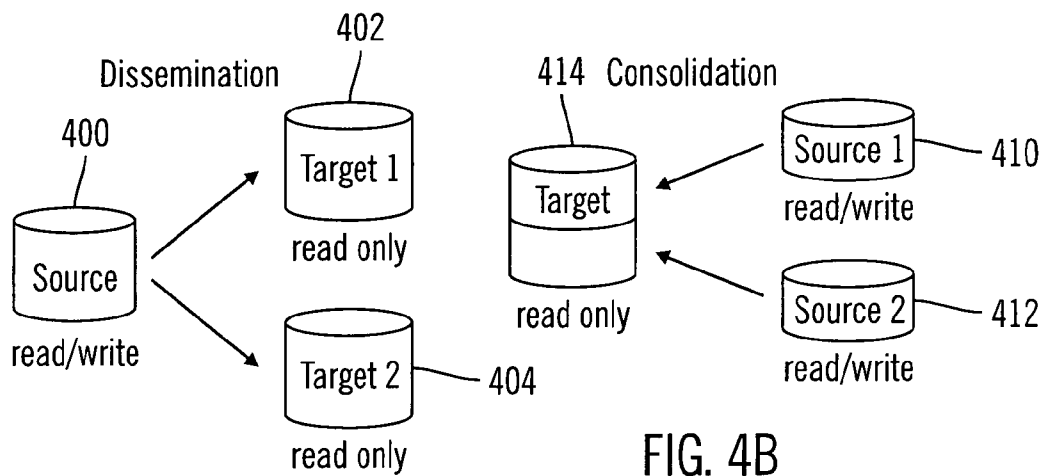 402
Dissemination
400
Target 1
read only
Source
read/write
Target 2
404
read only
414
Consolidation
Source 1
410
read/write
Target
read only
Source 2
412
read/write
FIG. 4B